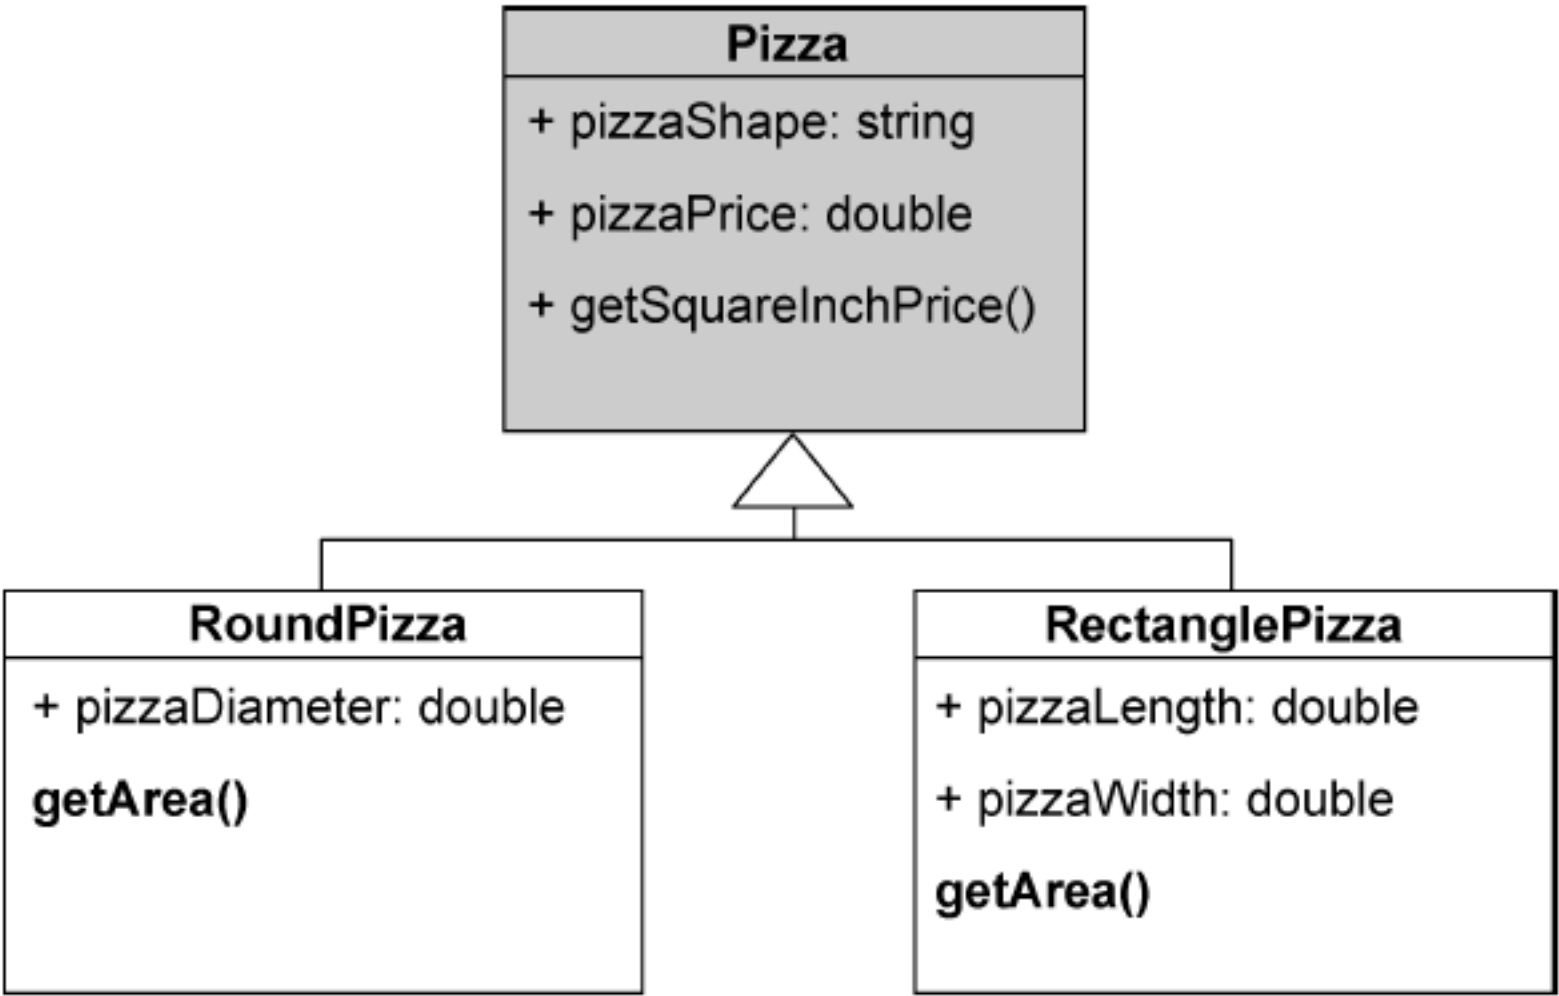 Pizza
+ pizzaShape: string
+ pizzaPrice: double
+ getSquareInchPrice()
RoundPizza
+ pizzaDiameter: double
getArea()
RectanglePizza
+ pizzaLength: double
+ pizzaWidth: double
getArea()